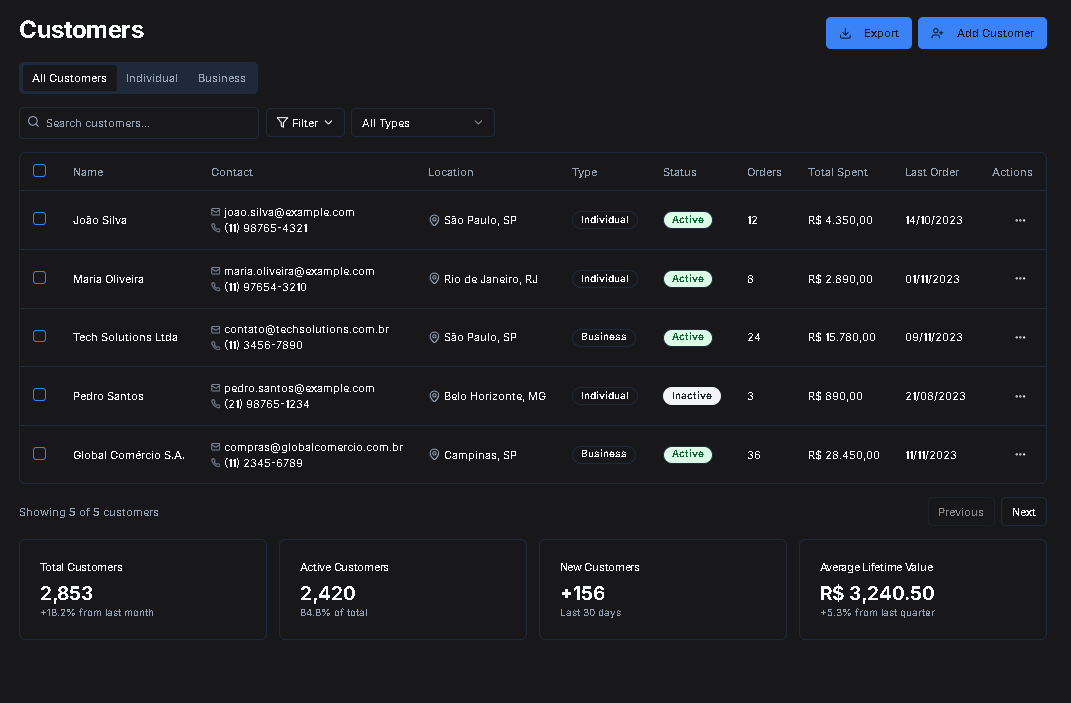 Customers
Export
Add Customer
All Customers Individual Business
Search customers...
Filter
All Types
Name Contact Location Type Status Orders Total Spent Last Order Actions
João Silva
joao.silva@example.com
(11) 98765-4321
São Paulo, SP Individual Active 12 R$ 4.350,00 14/10/2023
Maria Oliveira
maria.oliveira@example.com
(11) 97654-3210
Rio de Janeiro, RJ Individual Active 8 R$ 2.890,00 01/11/2023
Tech Solutions Ltda
contato@techsolutions.com.br
(11) 3456-7890
São Paulo, SP Business Active 24 R$ 15.780,00 09/11/2023
Pedro Santos
pedro.santos@example.com
(21) 98765-1234
Belo Horizonte, MG Individual Inactive 3 R$ 890,00 21/08/2023
Global Comércio S.A.
compras@globalcomercio.com.br
(11) 2345-6789
Campinas, SP Business Active 36 R$ 28.450,00 11/11/2023
Showing 5 of 5 customers
Previous
Next
Total Customers
2,853
+18.2% from last month
Active Customers
2,420
84.8% of total
New Customers
+156
Last 30 days
Average Lifetime Value
R$ 3,240.50
+5.3% from last quarter